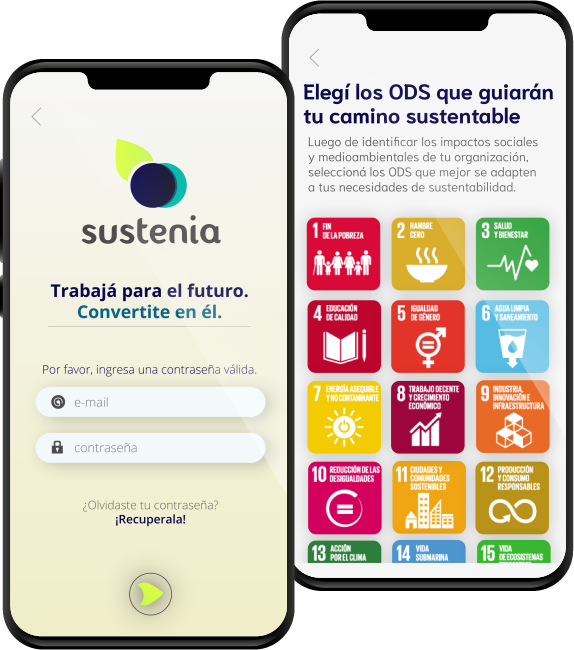 sustenia
Trabajá para el futuro.
Convertite en él.
Por favor, ingresa una contraseña válida.
e-mail
contraseña
¿Olvidaste tu contraseña?
¡Recuperala!
Elegí los ODS que guiarán
tu camino sustentable
Luego de identificar los impactos sociales
y medioambientales de tu organización,
seleccioná los ODS que mejor se adapten
a tus necesidades de sustentabilidad.
1 FIN
DE LA POBREZA
2 HAMBRE
CERO
3 SALUD
Y BIENESTAR
4 EDUCACIÓN
DE CALIDAD
5 IGUALDAD
DE GÉNERO
6 AGUA LIMPIA
Y SANEAMIENTO
7 ENERGÍA ASEQUIBLE
Y NO CONTAMINANTE
8 TRABAJO DECENTE
Y CRECIMIENTO
ECONÓMICO
9 INDUSTRIA,
INNOVACIÓN E
INFRAESTRUCTURA
10 REDUCCIÓN DE LAS
DESIGUALDADES
11 CIUDADES Y
COMUNIDADES
SOSTENIBLES
12 PRODUCCIÓN
Y CONSUMO
RESPONSABLES
13 ACCIÓN
POR EL CLIMA
14 VIDA
SUBMARINA
15 VIDA
DE ECOSISTEMAS